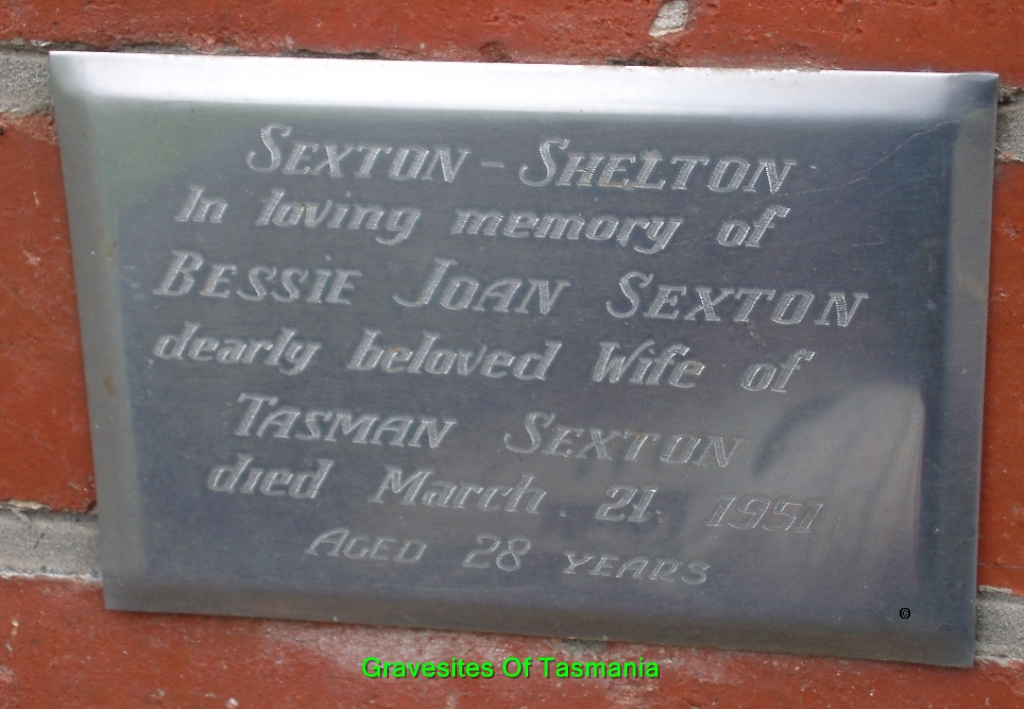 SEXTON - SHELTON
In loving memory of
BESSIE JOAN SEXTON
dearly beloved Wife of
TASMAN SEXTON
died March 21 1951
AGED 28 YEARS
©
Gravesites Of Tasmania